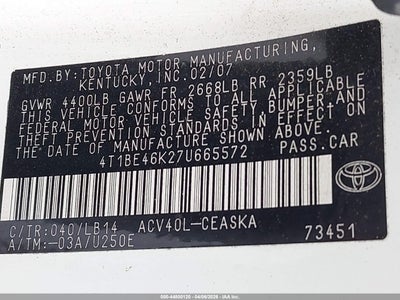 MFD.BY:TOYOTA MOTOR MANUFACTURING,
KENTUCKY,INC.02/07
GVWR 4400LB GAWR FR 2668LB RR 2359LB
THIS VEHICLE CONFORMS TO ALL APPLICABLE
FEDERAL MOTOR VEHICLE SAFETY,BUMPER,AND
THEFT PREVENTION STANDARDS IN EFFECT ON THE
DATE OF MANUFACTURE SHOWN ABOVE.
4T1BE46K27U665572 PASS.CAR
C/TR:040/LB14 ACV40L-CEASKA
A/TM:-03A/U250E 73451
TOYOTA